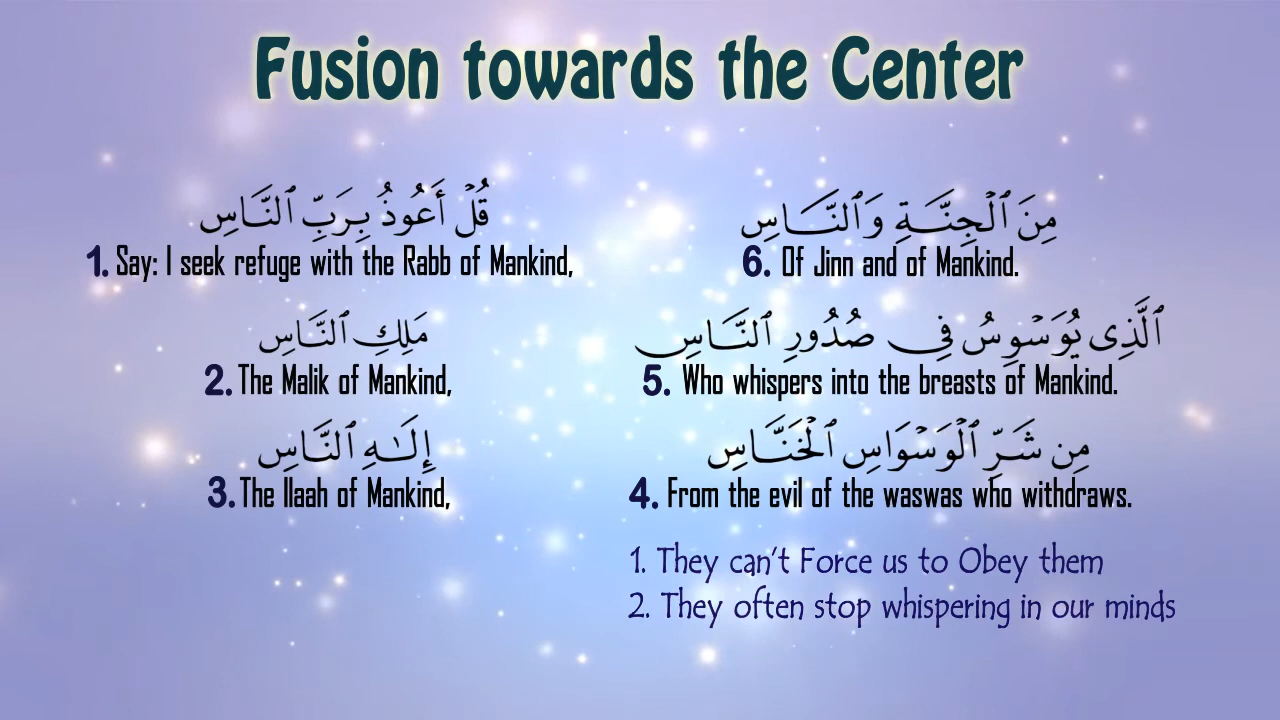 Fusion towards the Center
قُلْ أَعُوذُ بِرَبِّ ٱلنَّاسِ
1. Say: I seek refuge with the Rabb of Mankind,
مَلِكِ ٱلنَّاسِ
2. The Malik of Mankind,
إِلَـٰهِ ٱلنَّاسِ
3. The Ilaah of Mankind,
مِنَ ٱلْجِنَّـةِ وَٱلنَّـاسِ
6. Of Jinn and of Mankind.
ٱلَّذِى يُوَسْوِسُ فِى صُدُورِ ٱلنَّاسِ
5. Who whispers into the breasts of Mankind.
مِن شَرِّ ٱلْوَسْوَاسِ ٱلْخَنَّاسِ
4. From the evil of the waswas who withdraws.
1. They can't Force us to Obey them
2. They often stop whispering in our minds